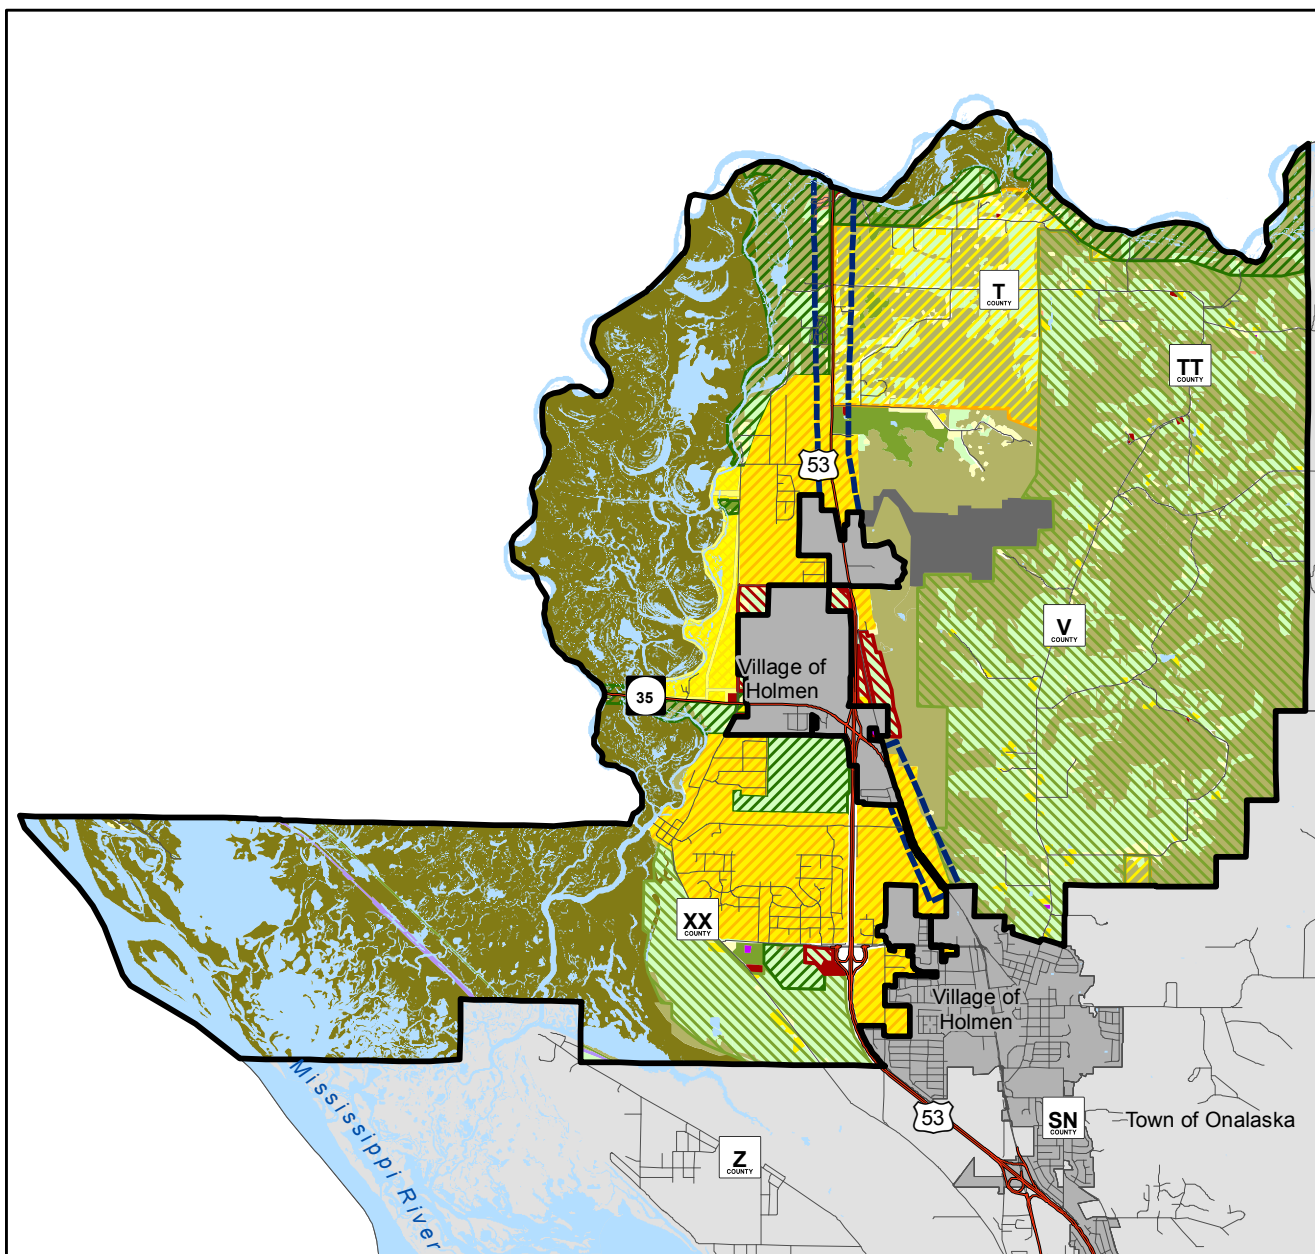 T
COUNTY
TT
COUNTY
53
V
COUNTY
Village of
Holmen
35
XX
COUNTY
Village of
Holmen
Mississippi River
53
SN
COUNTY
Town of Onalaska
Z
COUNTY